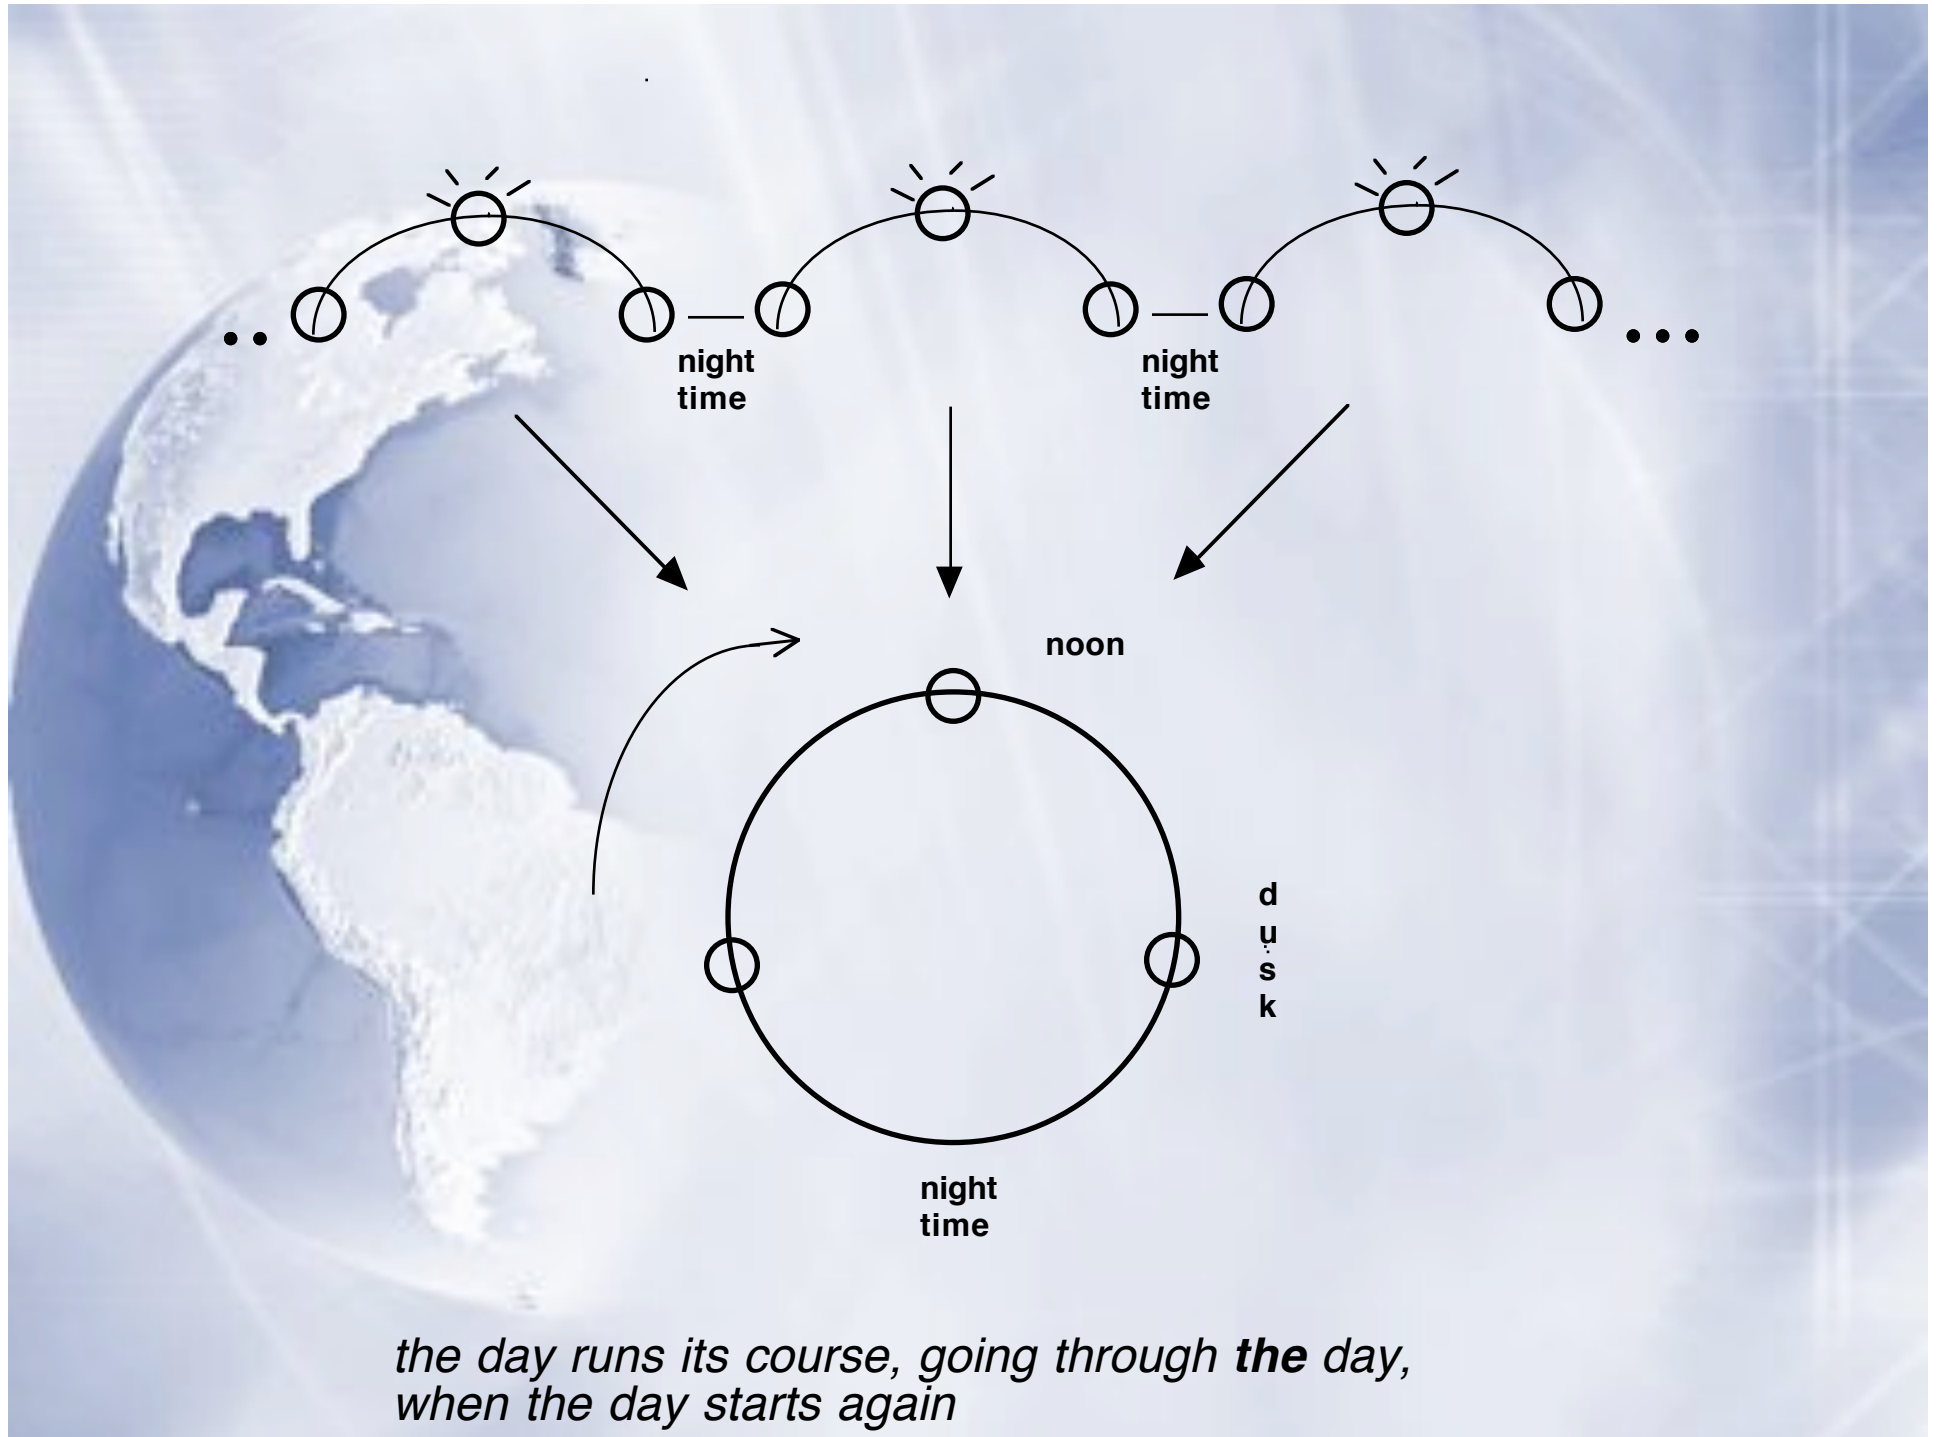 night
time
night
time
noon
d
u
s
k
night
time
the day runs its course, going through the day,
when the day starts again